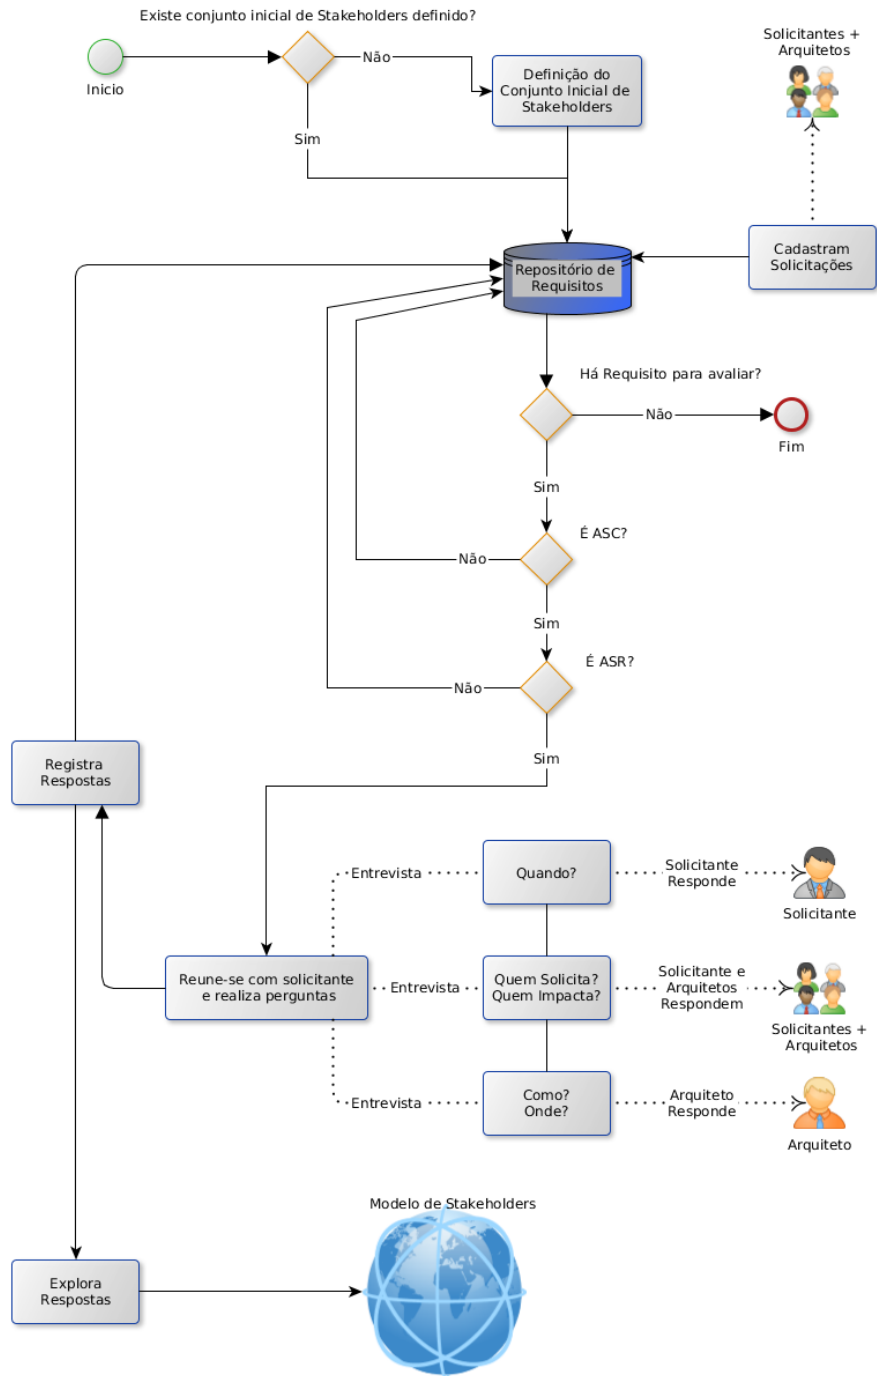 Existe conjunto inicial de Stakeholders definido?
Inicio
Não
Definição do
Conjunto Inicial de
Stakeholders
Solicitantes +
Arquitetos
Sim
Cadastram
Solicitações
Repositório de
Requisitos
Há Requisito para avaliar?
Não
Fim
Sim
É ASC?
Não
Sim
É ASR?
Não
Sim
Registra
Respostas
Entrevista
Quando?
Solicitante
Responde
Solicitante
Reune-se com solicitante
e realiza perguntas
Entrevista
Quem Solicita?
Quem Impacta?
Solicitante e
Arquitetos
Respondem
Solicitantes +
Arquitetos
Entrevista
Como?
Onde?
Arquiteto
Responde
Arquiteto
Modelo de Stakeholders
Explora
Respostas